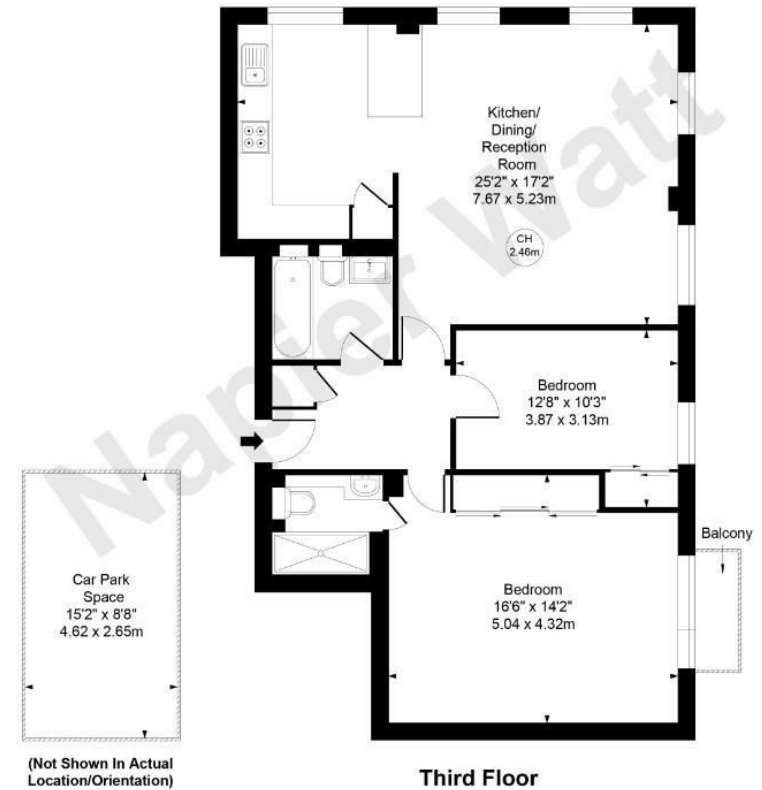 Kitchen/
Dining/
Reception
Room
25'2" x 17'2"
7.67 x 5.23m
CH
2.46m
Bedroom
12'8" x 10'3"
3.87 x 3.13m
Balcony
Bedroom
16'6" x 14'2"
5.04 x 4.32m
Car Park
Space
15'2" x 8'8"
4.62 x 2.65m
(Not Shown In Actual
Location/Orientation)
Third Floor
Napier Watt